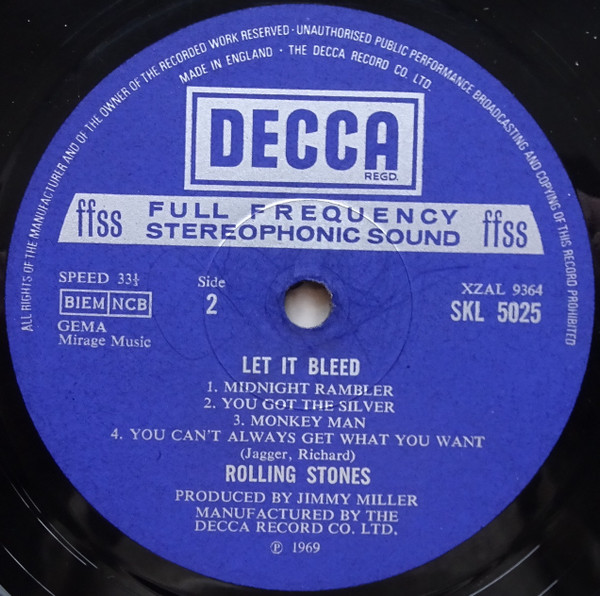 ALL RIGHTS OF THE MANUFACTURER AND OF THE OWNER OF THE RECORDED WORK RESERVED · UNAUTHORISED PUBLIC PERFORMANCE BROADCASTING AND COPYING OF THIS RECORD PROHIBITED
MADE IN ENGLAND · THE DECCA RECORD CO. LTD.
DECCA
REGD.
ffss FULL FREQUENCY STEREOPHONIC SOUND ffss
SPEED 33⅓
BIEM NCB
GEMA
Mirage Music
Side
2
XZAL 9364
SKL 5025
LET IT BLEED
1. MIDNIGHT RAMBLER
2. YOU GOT THE SILVER
3. MONKEY MAN
4. YOU CAN'T ALWAYS GET WHAT YOU WANT
(Jagger, Richard)
ROLLING STONES
PRODUCED BY JIMMY MILLER
MANUFACTURED BY THE
DECCA RECORD CO. LTD.
℗ 1969